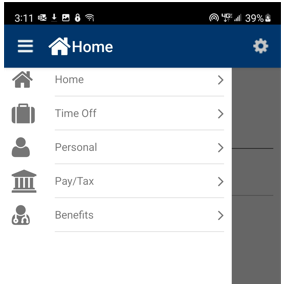 3:11 39%
Home
Home
Time Off
Personal
Pay/Tax
Benefits